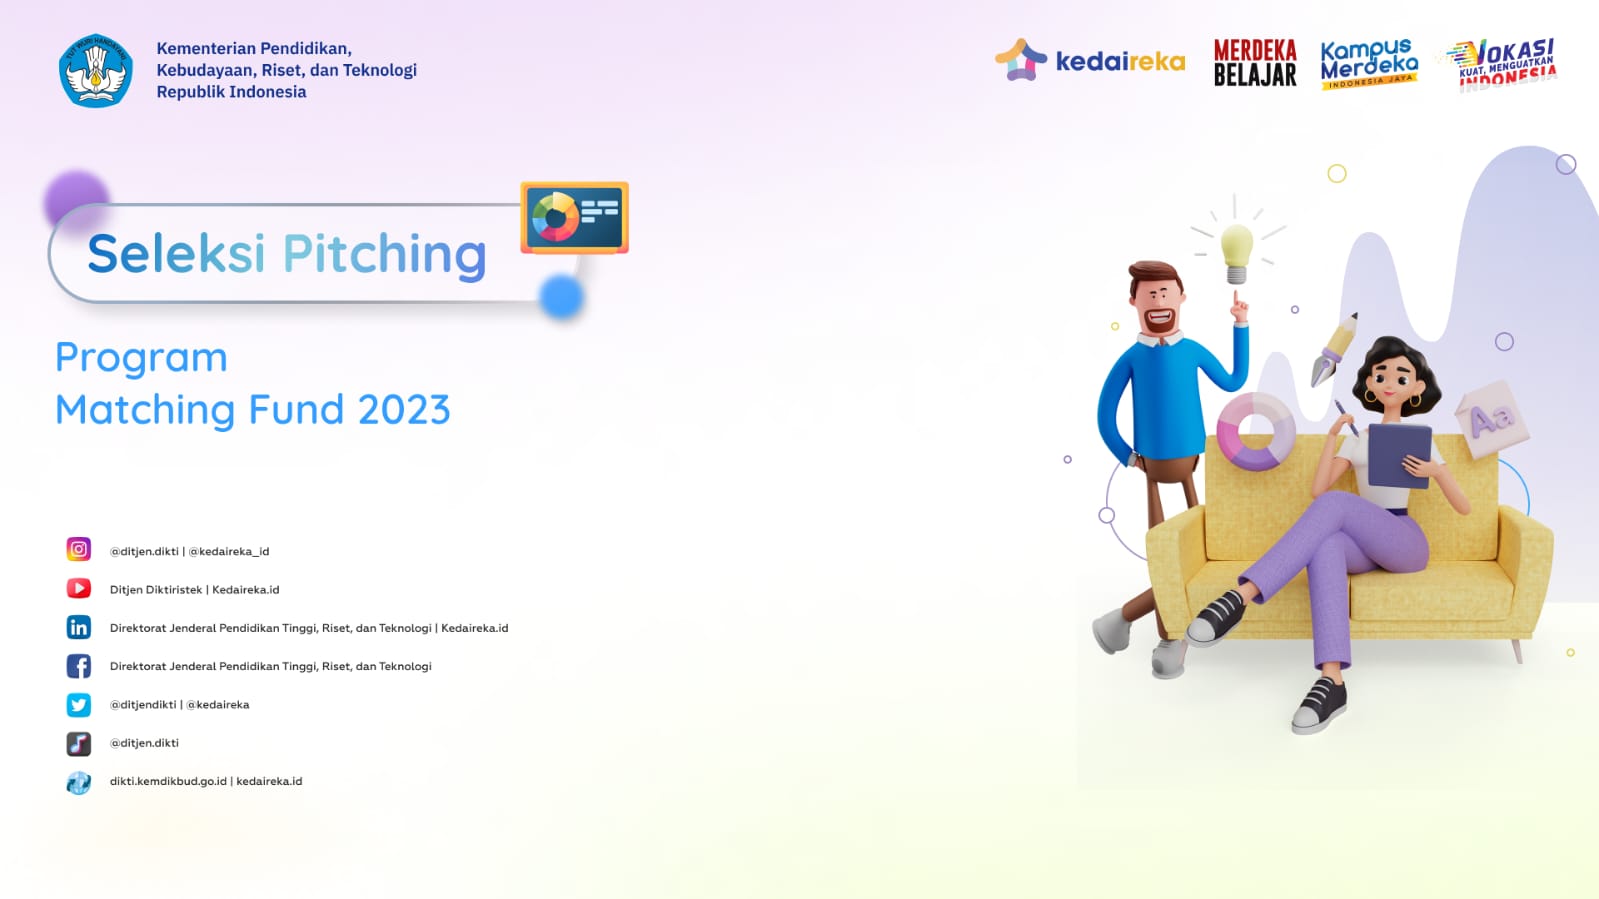 TUT WURI HANDAYANI
Kementerian Pendidikan,
Kebudayaan, Riset, dan Teknologi
Republik Indonesia
kedaireka
MERDEKA
BELAJAR
Kampus
Merdeka
INDONESIA JAYA
VOKASI
KUAT, MENGUATKAN
INDONESIA
Seleksi Pitching
Program
Matching Fund 2023
Aa
@ditjen.dikti | @kedaireka_id
Ditjen Diktiristek | Kedaireka.id
Direktorat Jenderal Pendidikan Tinggi, Riset, dan Teknologi | Kedaireka.id
Direktorat Jenderal Pendidikan Tinggi, Riset, dan Teknologi
@ditjendikti | @kedaireka
@ditjen.dikti
dikti.kemdikbud.go.id | kedaireka.id